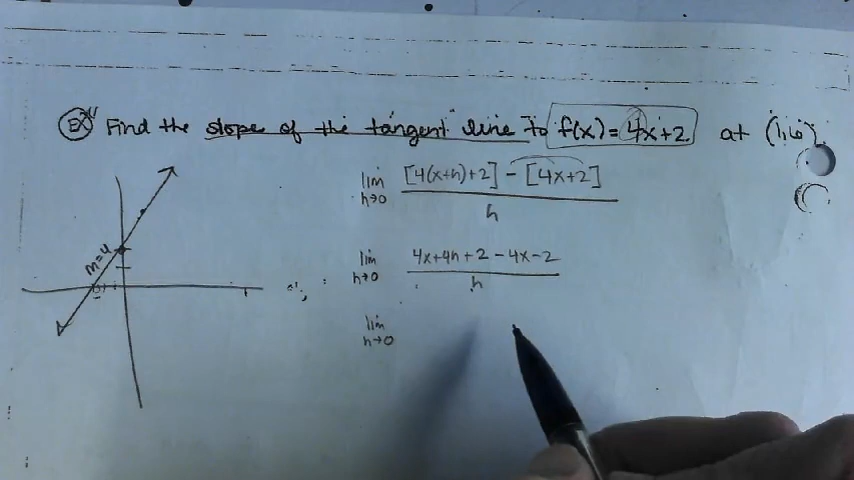 EX" Find the slope of the tangent line to f(x)=4x+2 at (1,6).
lim h→0 [4(x+h)+2] - [4x+2] / h
m=4
lim h→0 4x+4h+2-4x-2 / h
lim h→0